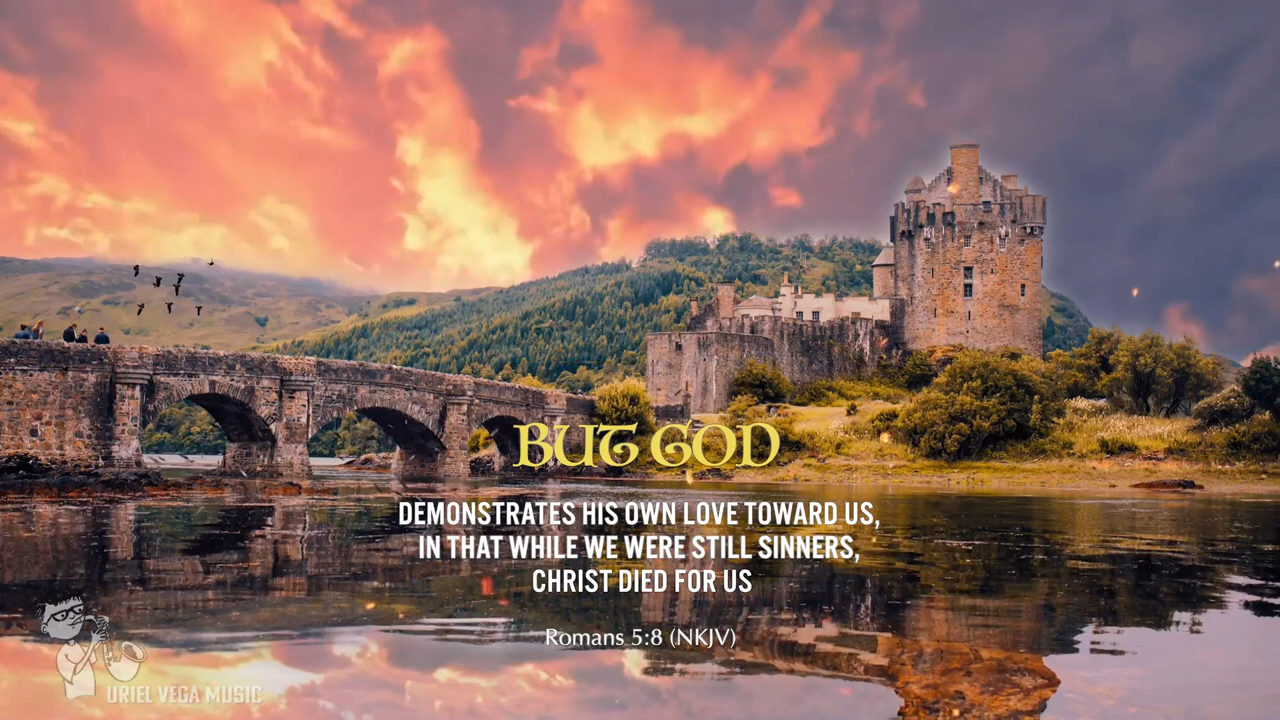 BUT GOD
DEMONSTRATES HIS OWN LOVE TOWARD US,
IN THAT WHILE WE WERE STILL SINNERS,
CHRIST DIED FOR US
Romans 5:8 (NKJV)
URIEL VEGA MUSIC